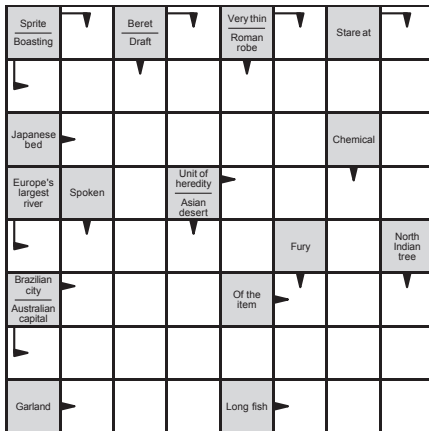 Sprite
Boasting
Beret
Draft
Very thin
Roman
robe
Stare at
Japanese
bed
Chemical
Europe's
largest
river
Spoken
Unit of
heredity
Asian
desert
Fury
North
Indian
tree
Brazilian
city
Australian
capital
Of the
item
Garland
Long fish